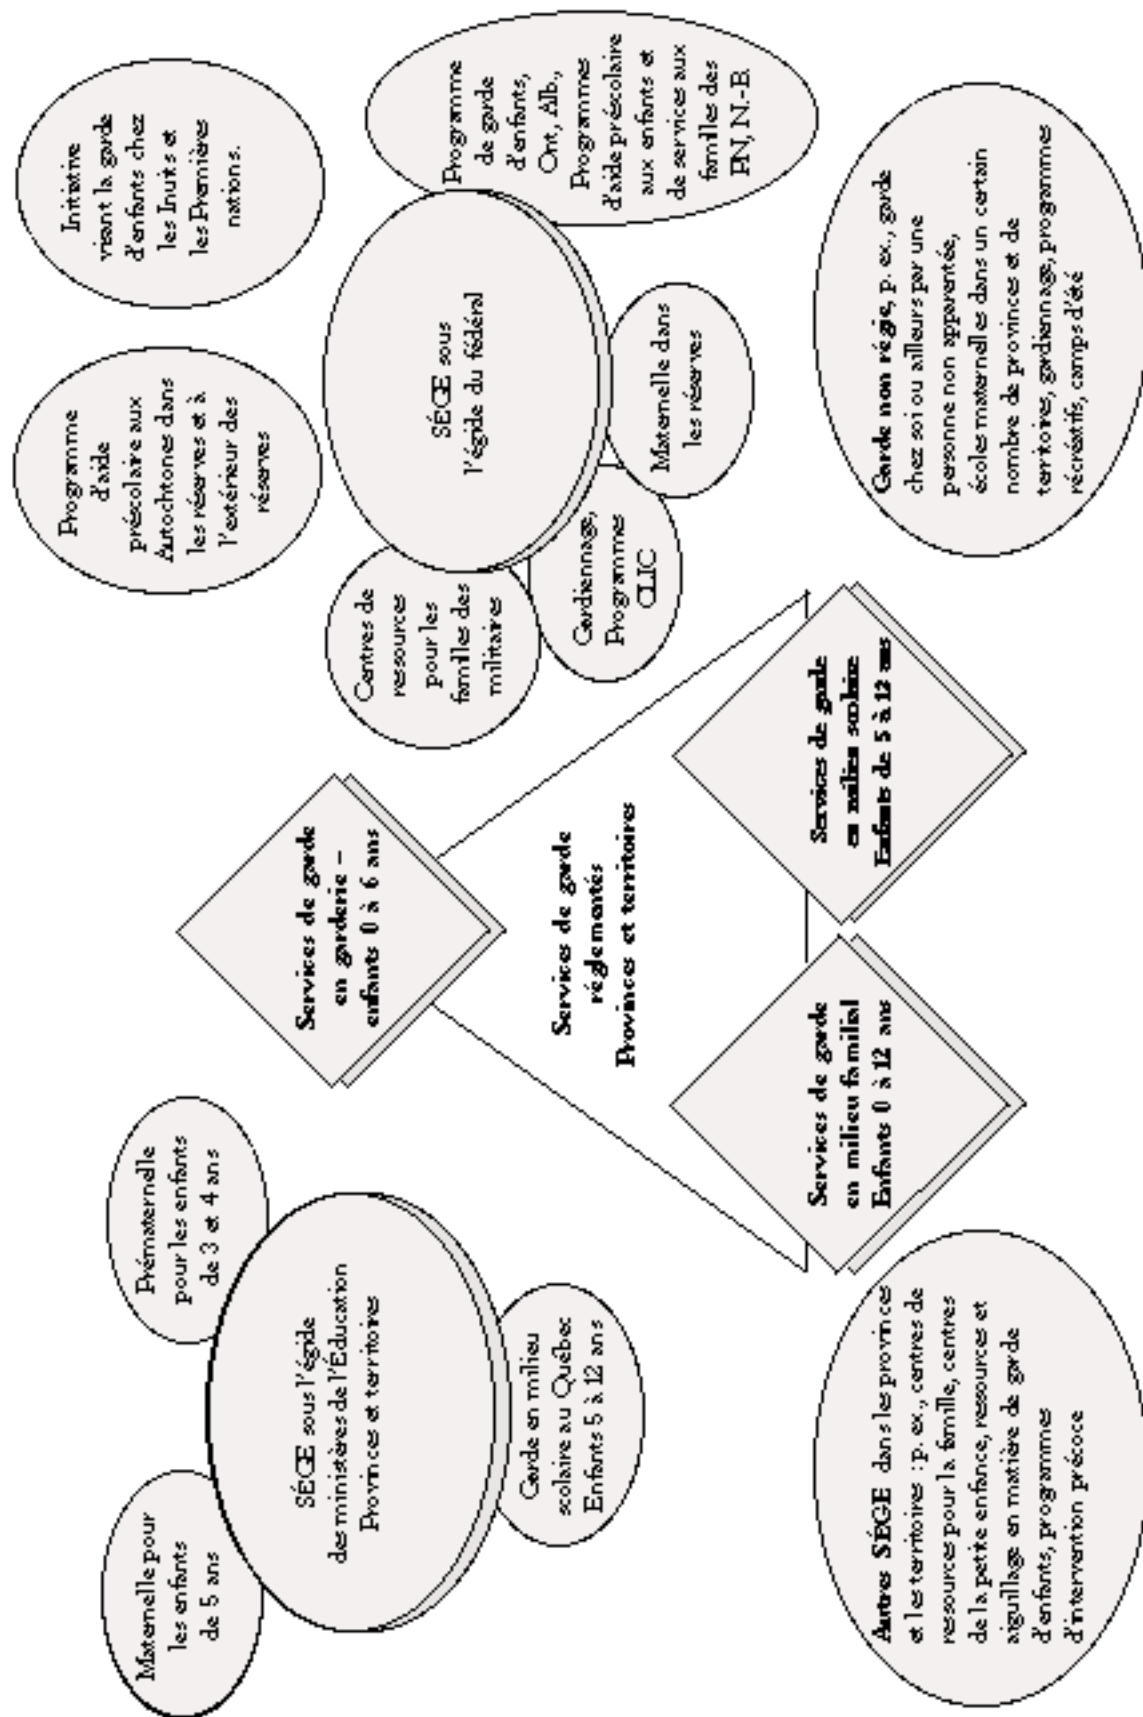 Maternelle pour
les enfants
de 5 ans
Prématernelle
pour les enfants
de 3 et 4 ans
SÉGE sous l'égide
des ministères de l'Éducation
Provinces et territoires
Garde en milieu
scolaire au Québec
Enfants 5 à 12 ans
Autres SÉGE dans les provinces
et les territoires : p. ex., centres de
ressources pour la famille, centres
de la petite enfance, ressources et
aiguillage en matière de garde
d'enfants, programmes
d'intervention précoce
Services de garde
en garderie –
enfants 0 à 6 ans
Services de garde
réglementés
Provinces et territoires
Services de garde
en milieu familial
Enfants 0 à 12 ans
Services de garde
en milieu scolaire
Enfants de 5 à 12 ans
Programme
d'aide
préscolaire aux
Autochtones dans
les réserves et à
l'extérieur des
réserves
Initiative
visant la garde
d'enfants chez
les Inuits et
les Premières
nations.
Centres de
ressources
pour les
familles des
militaires
SÉGE sous
l'égide du fédéral
Programme
de garde
d'enfants,
Ont., Alb.,
Programmes
d'aide préscolaire
aux enfants et
de services aux
familles des
PN, N.-B.
Gardiennage,
Programmes
CLIC
Maternelle dans
les réserves
Garde non régie, p. ex., garde
chez soi ou ailleurs par une
personne non apparentée,
écoles maternelles dans un certain
nombre de provinces et de
territoires, gardiennage, programmes
récréatifs, camps d'été